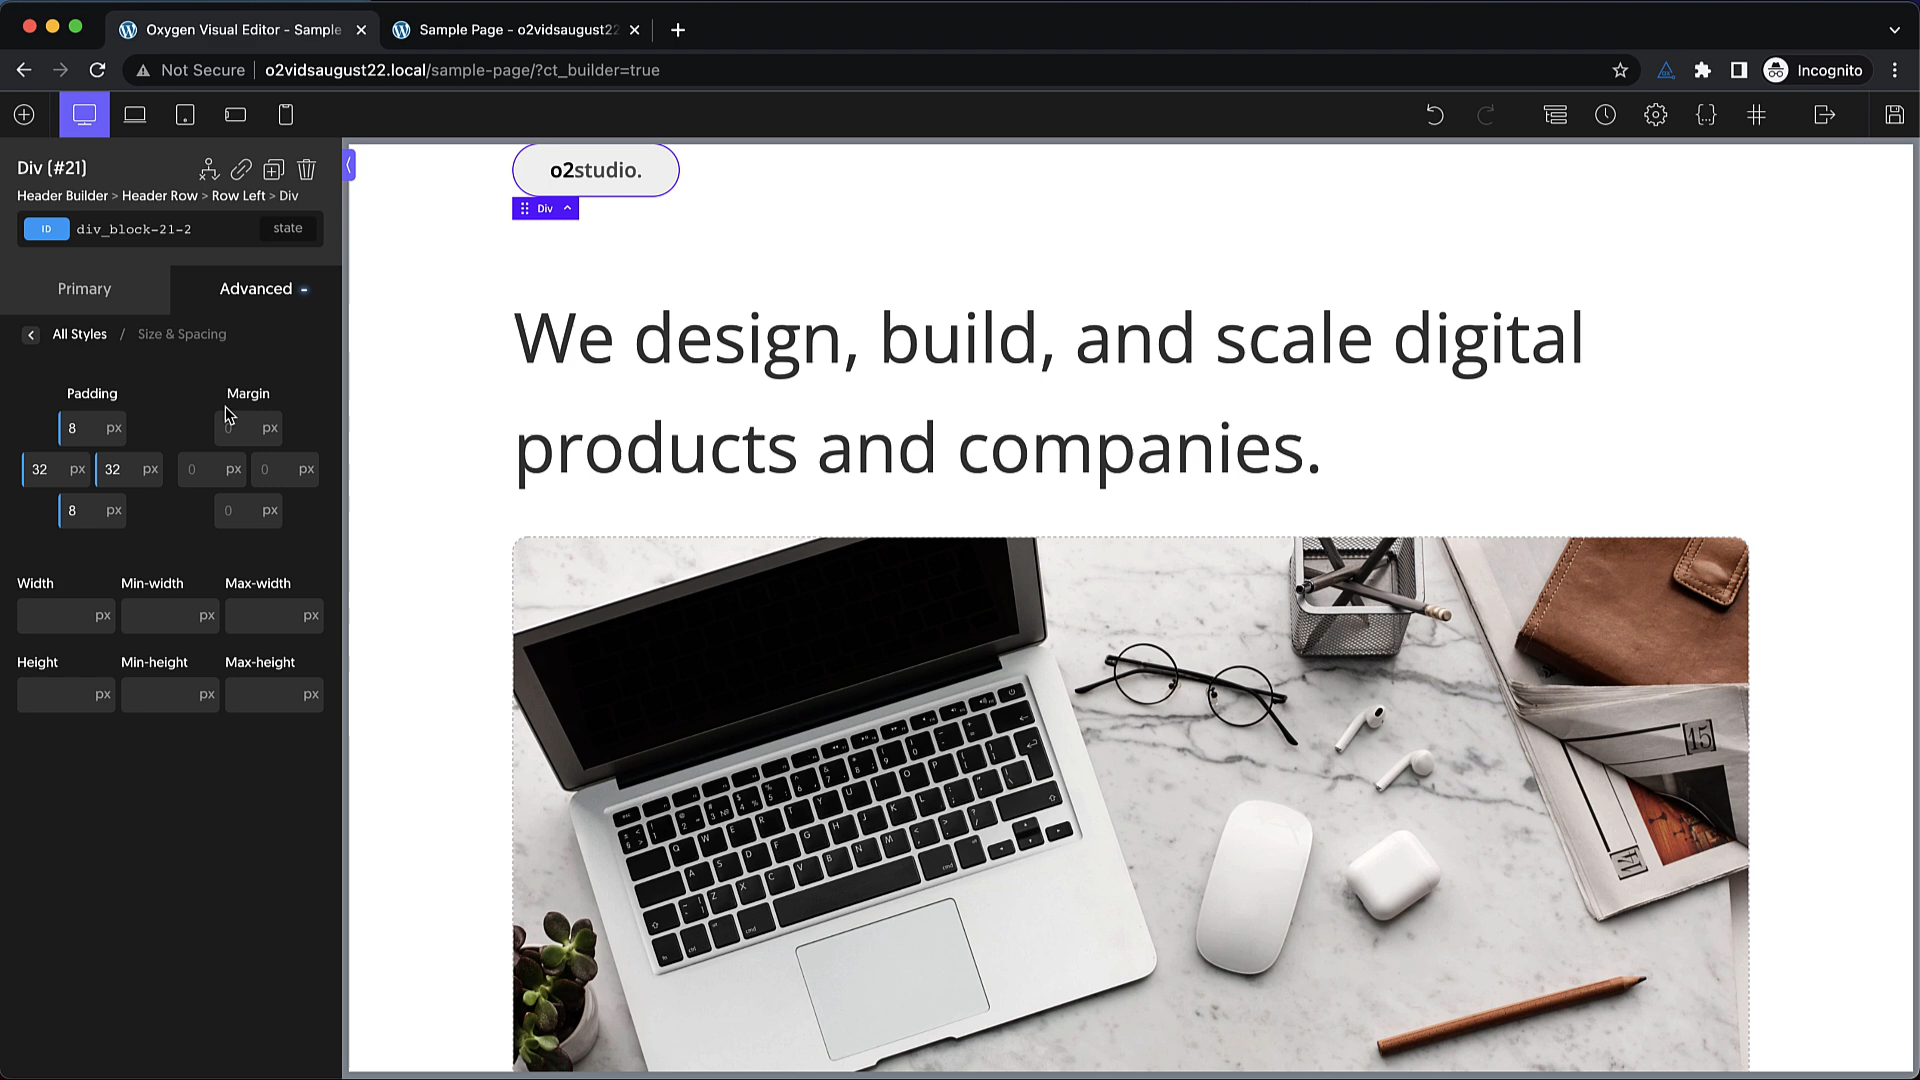 Oxygen Visual Editor - Sample
Sample Page - o2vidsaugust22
Not Secure
o2vidsaugust22.local/sample-page/?ct_builder=true
Incognito
Div (#21)
Header Builder > Header Row > Row Left > Div
ID
div_block-21-2
state
Primary
Advanced
All Styles / Size & Spacing
Padding
Margin
8 px
0 px
32 px
32 px
0 px
0 px
8 px
0 px
Width
Min-width
Max-width
px
px
px
Height
Min-height
Max-height
px
px
px
o2studio.
Div
We design, build, and scale digital
products and companies.
15